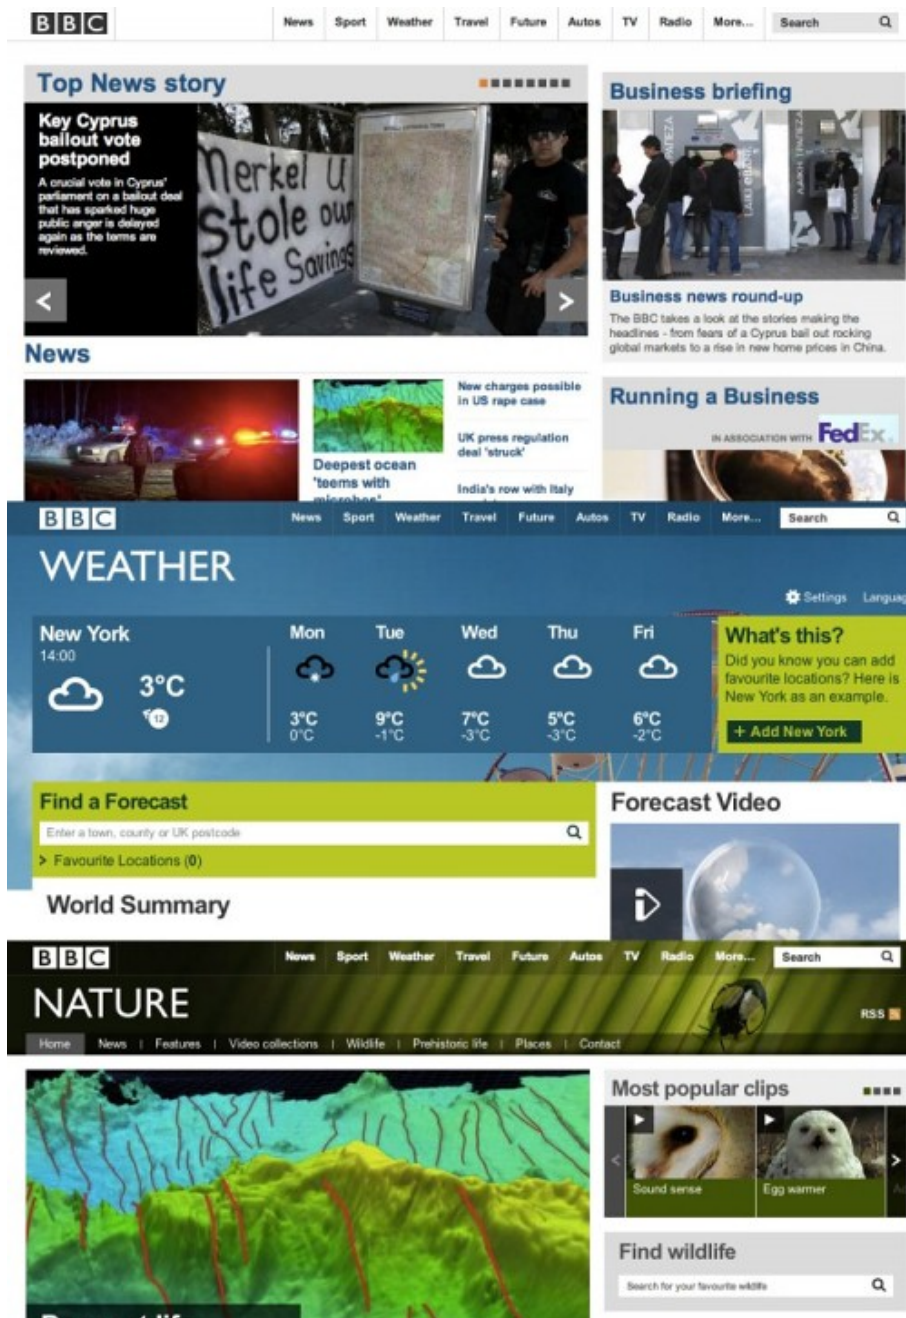 BBC
News Sport Weather Travel Future Autos TV Radio More... Search
Top News story
Key Cyprus
bailout vote
postponed
A crucial vote in Cyprus'
parliament on a bailout deal
that has sparked huge
public anger is delayed
again as the terms are
reviewed.
Merkel U
Stole our
life Savings
Business briefing
Business news round-up
The BBC takes a look at the stories making the
headlines - from fears of a Cyprus bail out rocking
global markets to a rise in new home prices in China.
News
Deepest ocean
'teems with
microbes'
New charges possible
in US rape case
UK press regulation
deal 'struck'
India's row with Italy
Running a Business
IN ASSOCIATION WITH FedEx
BBC
News Sport Weather Travel Future Autos TV Radio More... Search
WEATHER
Settings
New York
14:00
3°C
12
Mon Tue Wed Thu Fri
3°C 9°C 7°C 5°C 6°C
0°C -1°C -3°C -3°C -2°C
What's this?
Did you know you can add
favourite locations? Here is
New York as an example.
+ Add New York
Find a Forecast
Enter a town, county or UK postcode
> Favourite Locations (0)
Forecast Video
World Summary
BBC
News Sport Weather Travel Future Autos TV Radio More... Search
NATURE
RSS
Home News | Features | Video collections | Wildlife | Prehistoric life | Places | Contact
Most popular clips
Sound sense
Egg warmer
Find wildlife
Search for your favourite wildlife